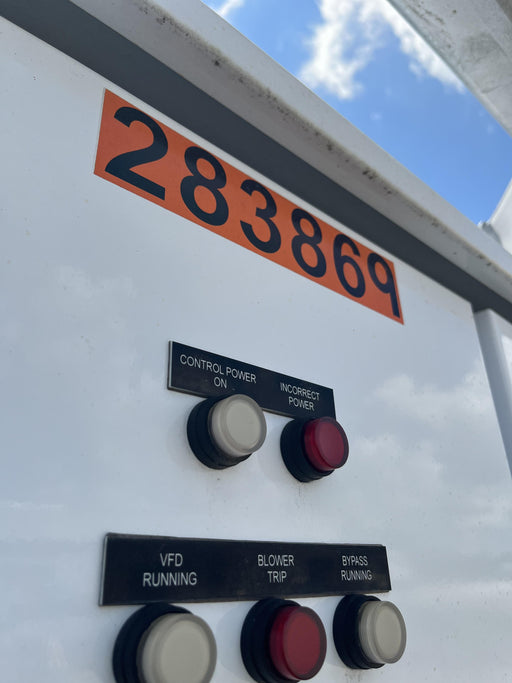 283869
CONTROL POWER
ON
INCORRECT
POWER
VFD
RUNNING
BLOWER
TRIP
BYPASS
RUNNING